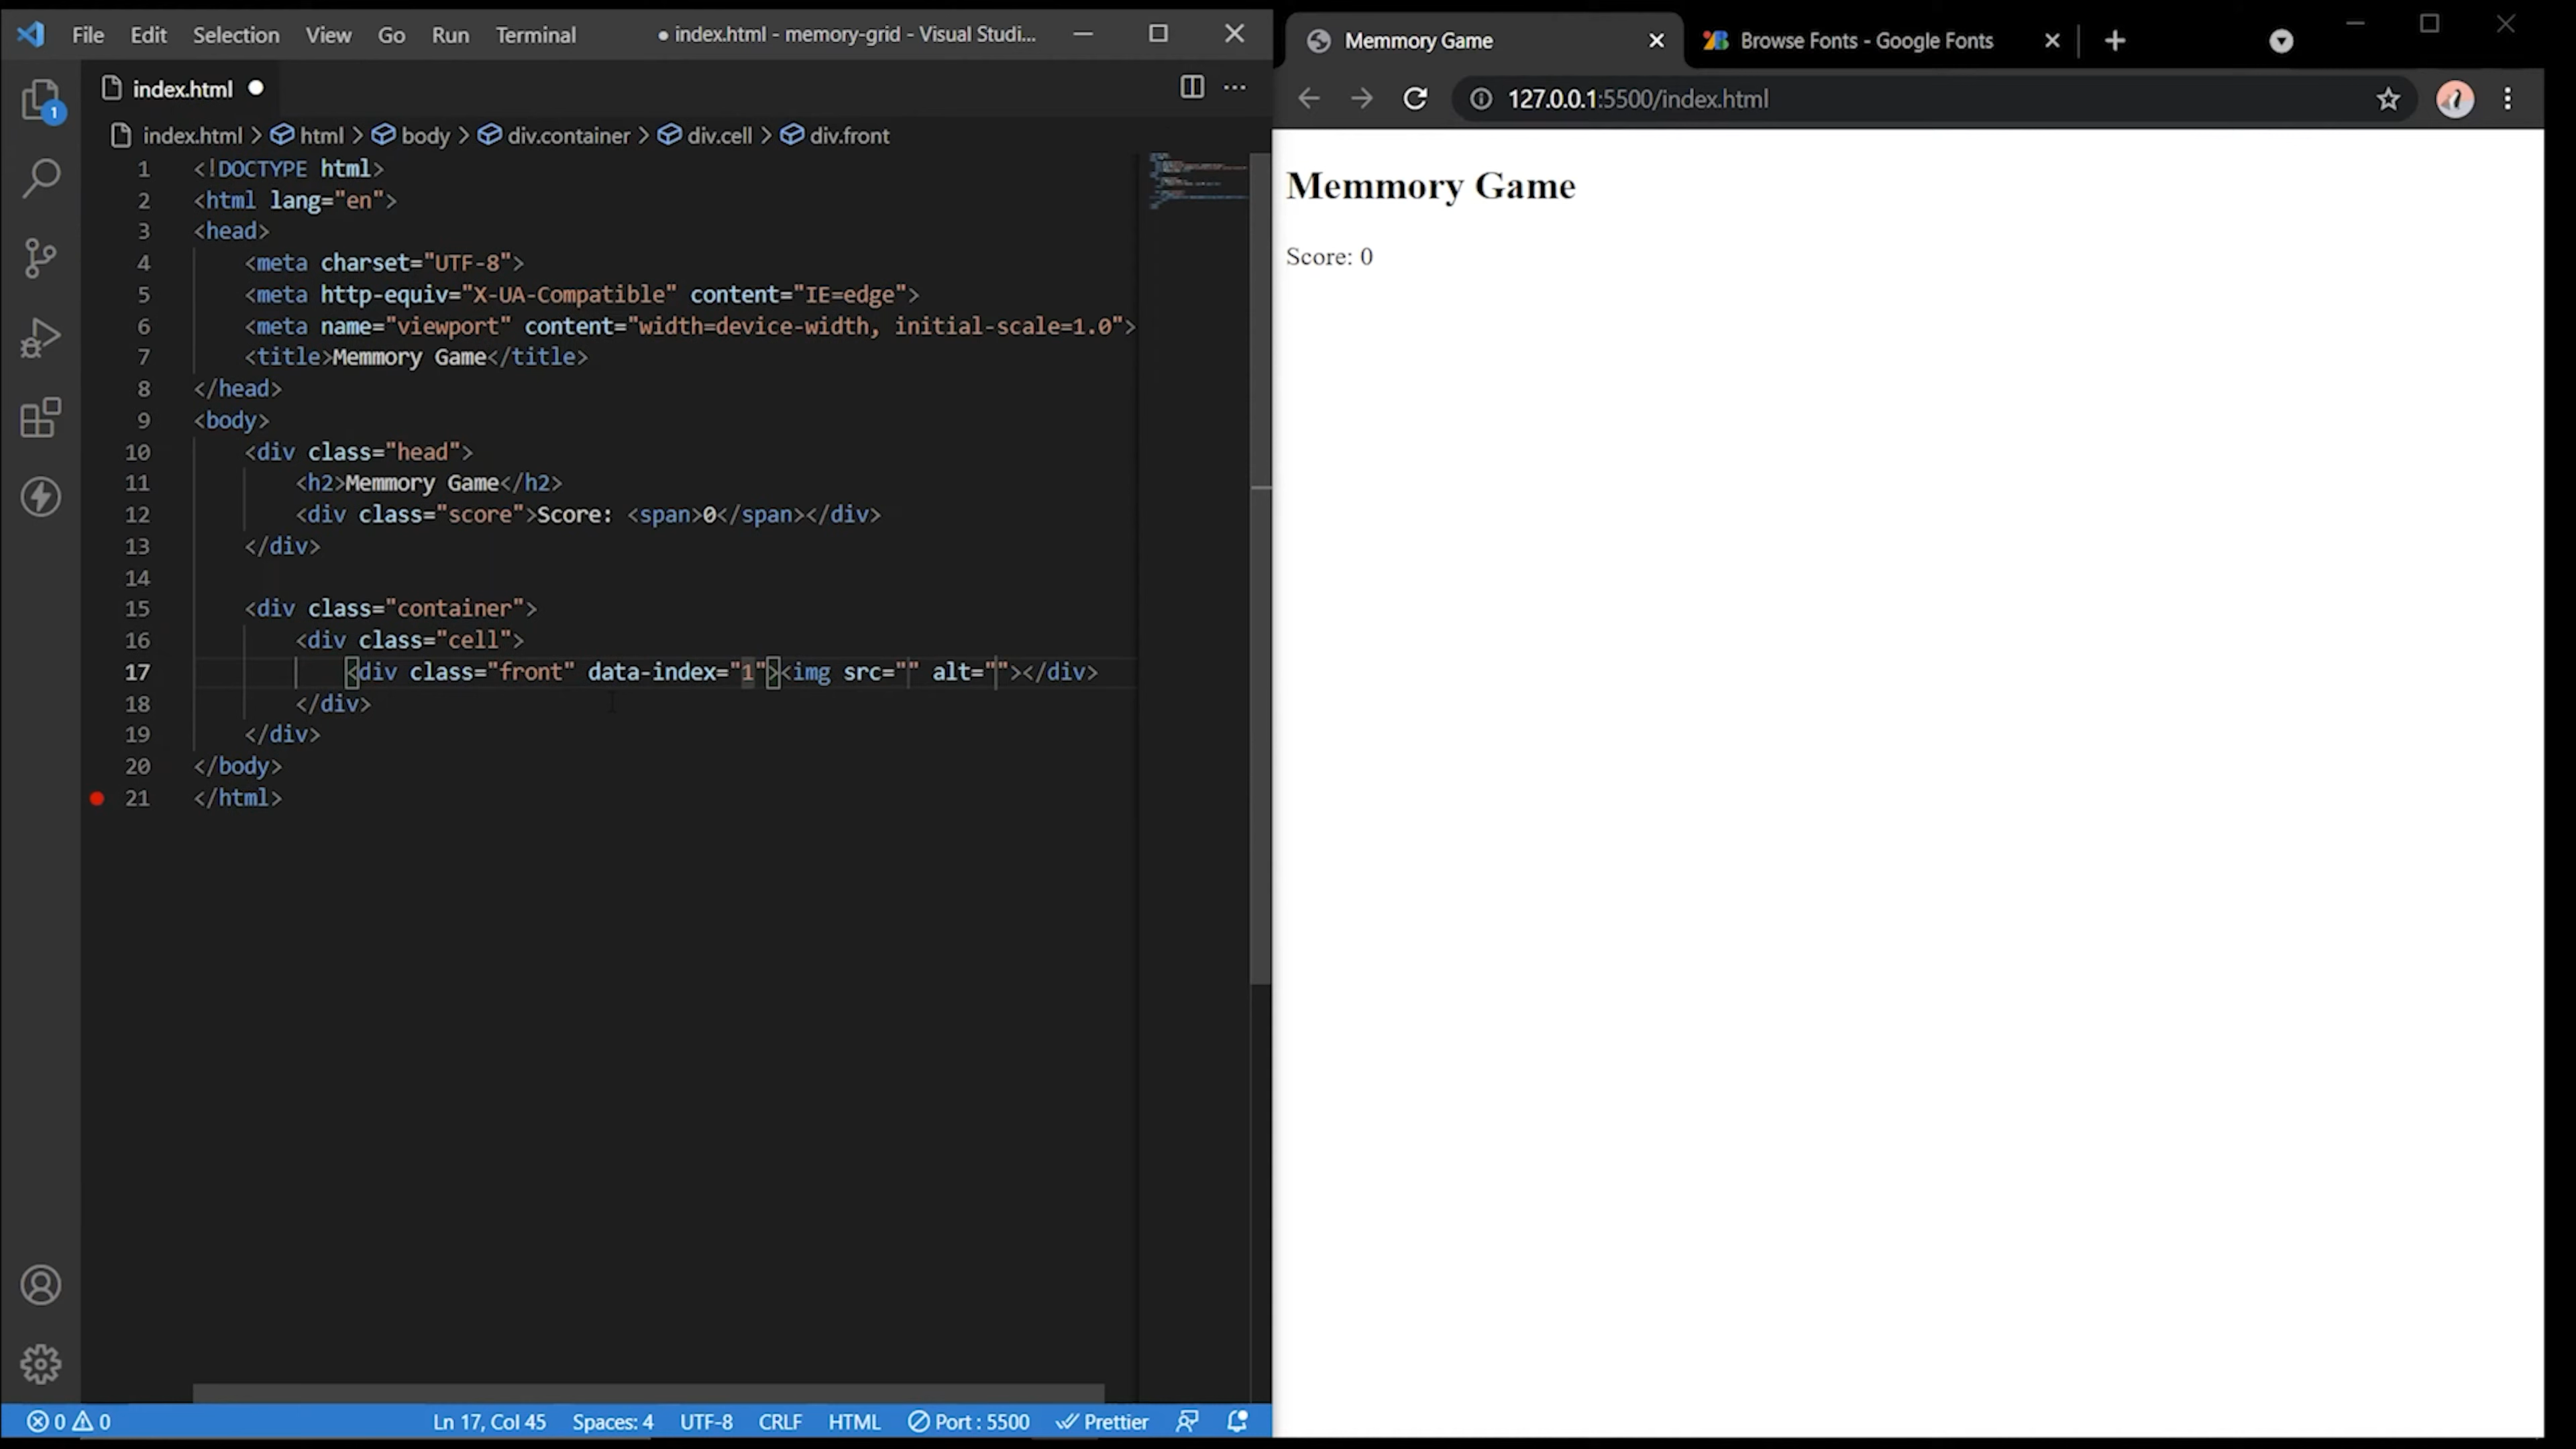 File Edit Selection View Go Run Terminal ● index.html - memory-grid - Visual Studi...
index.html
1
index.html > html > body > div.container > div.cell > div.front
1 <!DOCTYPE html>
2 <html lang="en">
3 <head>
4 <meta charset="UTF-8">
5 <meta http-equiv="X-UA-Compatible" content="IE=edge">
6 <meta name="viewport" content="width=device-width, initial-scale=1.0">
7 <title>Memmory Game</title>
8 </head>
9 <body>
10 <div class="head">
11 <h2>Memmory Game</h2>
12 <div class="score">Score: <span>0</span></div>
13 </div>
14
15 <div class="container">
16 <div class="cell">
17 <div class="front" data-index="1"><img src="" alt=""></div>
18 </div>
19 </div>
20 </body>
21 </html>
0 0 Ln 17, Col 45 Spaces: 4 UTF-8 CRLF HTML Port : 5500 Prettier
Memmory Game Browse Fonts - Google Fonts
127.0.0.1:5500/index.html
Memmory Game
Score: 0